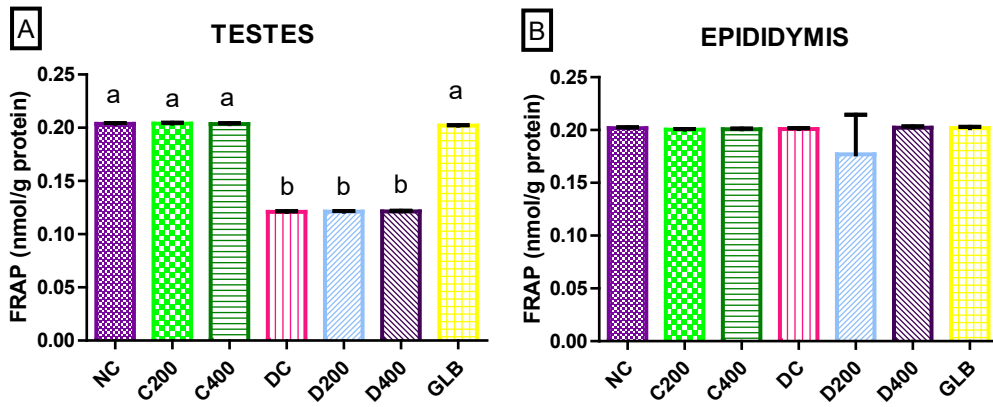 A
TESTES
FRAP (nmol/g protein)
0.25
0.20
0.15
0.10
0.05
0.00
a
a
a
b
b
b
a
NC
C200
C400
DC
D200
D400
GLB
B
EPIDIDYMIS
FRAP (nmol/g protein)
0.25
0.20
0.15
0.10
0.05
0.00
NC
C200
C400
DC
D200
D400
GLB